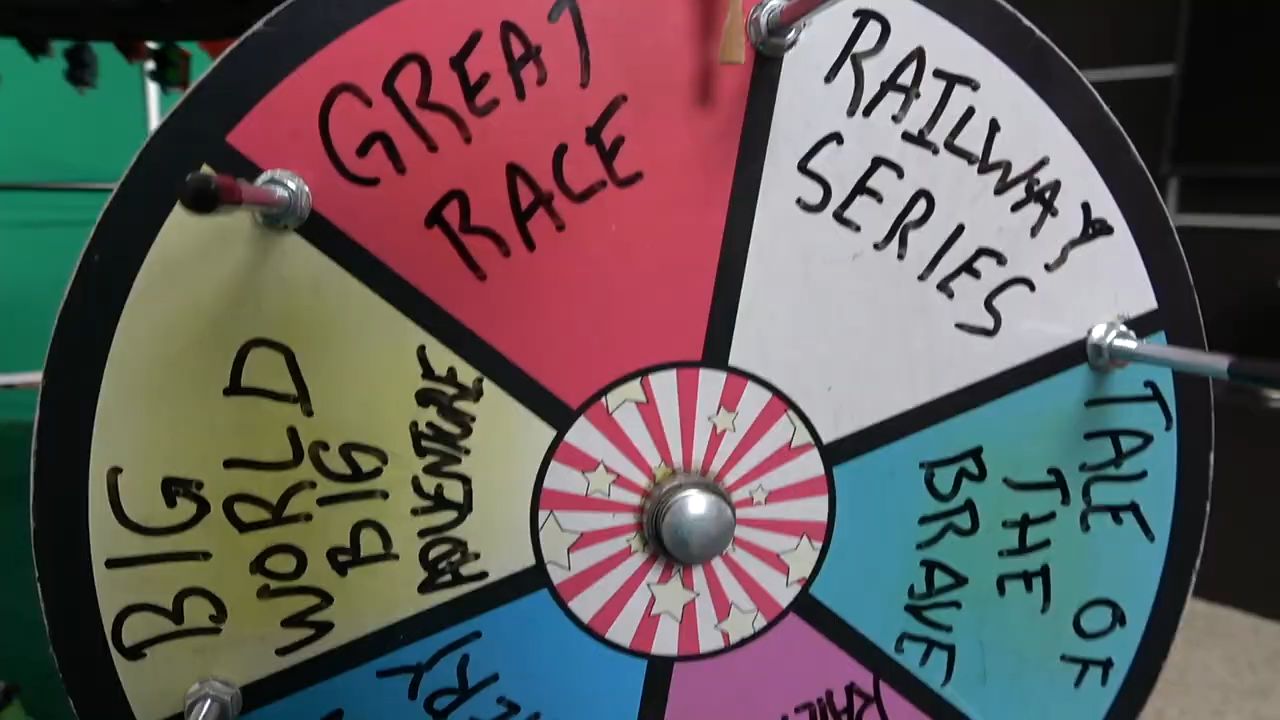 GREAT
RACE
RAILWAY
SERIES
TALE OF
THE
BRAVE
BIG
WORLD
BIG
ADVENTURE